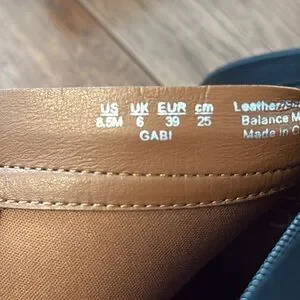 US UK EUR cm Leather/
8.5M 6 39 25 Balance M
GABI Made in C